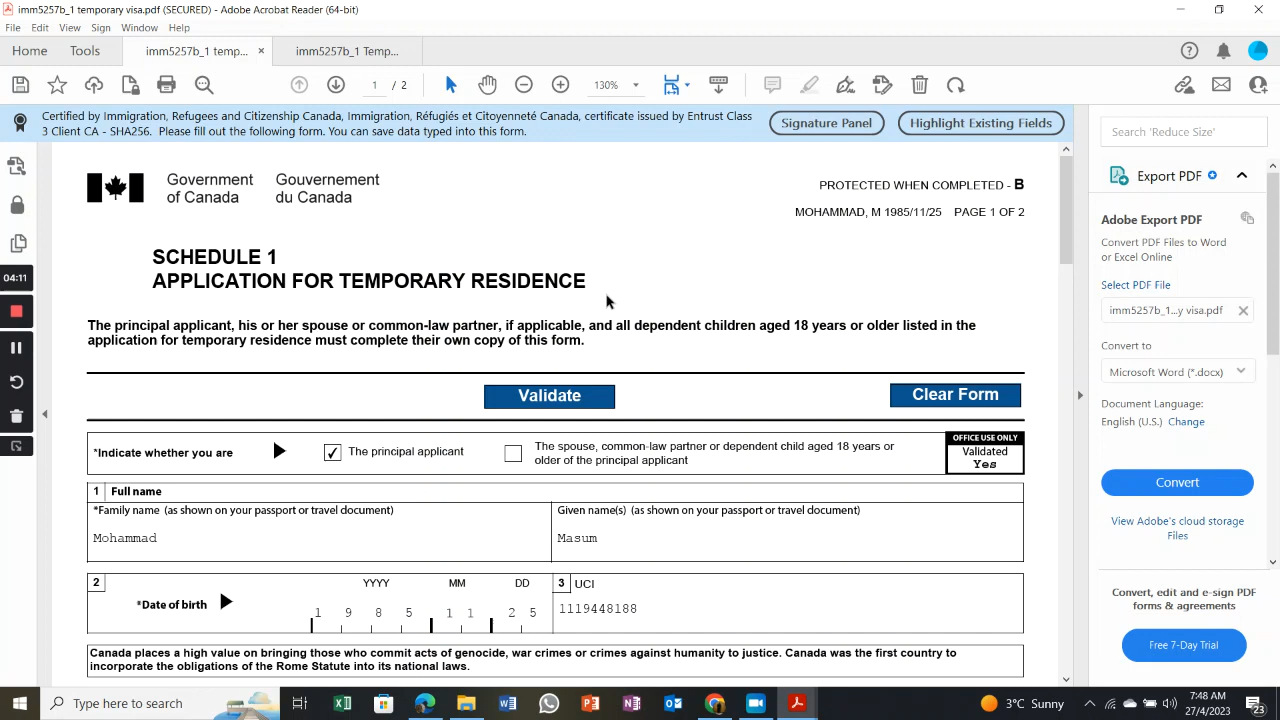 imm5257b_1 temporary visa.pdf (SECURED) - Adobe Acrobat Reader (64-bit)
File Edit View Sign Window Help
Home Tools imm5257b_1 temp... × imm5257b_1 Temp...
1 / 2 130%
Certified by Immigration, Refugees and Citizenship Canada, Immigration, Réfugiés et Citoyenneté Canada, certificate issued by Entrust Class
3 Client CA - SHA256. Please fill out the following form. You can save data typed into this form.
Signature Panel
Highlight Existing Fields
Government of Canada
Gouvernement du Canada
PROTECTED WHEN COMPLETED - B
MOHAMMAD, M 1985/11/25 PAGE 1 OF 2
SCHEDULE 1
APPLICATION FOR TEMPORARY RESIDENCE
The principal applicant, his or her spouse or common-law partner, if applicable, and all dependent children aged 18 years or older listed in the
application for temporary residence must complete their own copy of this form.
Validate
Clear Form
*Indicate whether you are
✓ The principal applicant
The spouse, common-law partner or dependent child aged 18 years or
older of the principal applicant
OFFICE USE ONLY
Validated
Yes
1 Full name
*Family name (as shown on your passport or travel document)
Mohammad
Given name(s) (as shown on your passport or travel document)
Masum
2
*Date of birth
YYYY MM DD
1 9 8 5 1 1 2 5
3 UCI
1119448188
Canada places a high value on bringing those who commit acts of genocide, war crimes or crimes against humanity to justice. Canada was the first country to
incorporate the obligations of the Rome Statute into its national laws.
04:11
Search 'Reduce Size'
Export PDF
Adobe Export PDF
Convert PDF Files to Word
or Excel Online
Select PDF File
imm5257b_1...y visa.pdf
Convert to
Microsoft Word (*.docx)
Document Language:
English (U.S.) Change
Convert
View Adobe's cloud storage
Files
Convert, edit and e-sign PDF
forms & agreements
Free 7-Day Trial
Type here to search
3°C Sunny
7:48 AM
27/4/2023
23